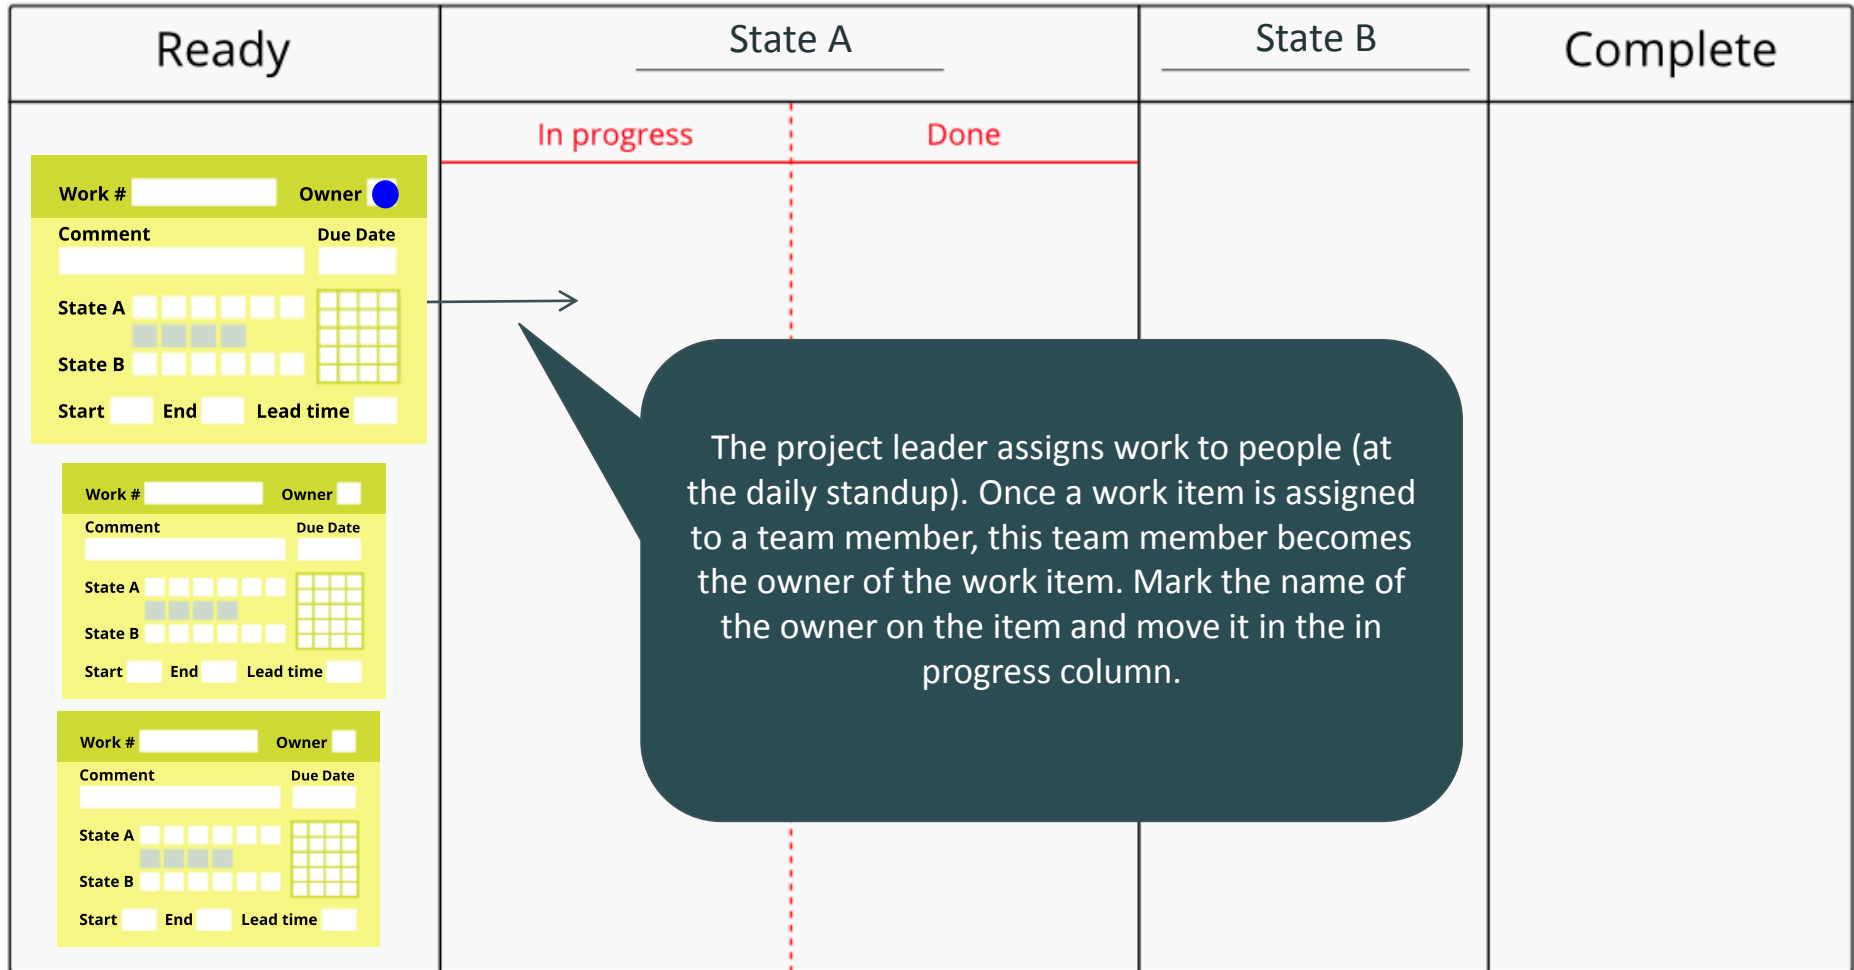 Ready
State A
State B
Complete
In progress
Done
Work # Owner
Comment Due Date
State A
State B
Start End Lead time
Work # Owner
Comment Due Date
State A
State B
Start End Lead time
Work # Owner
Comment Due Date
State A
State B
Start End Lead time
The project leader assigns work to people (at
the daily standup). Once a work item is assigned
to a team member, this team member becomes
the owner of the work item. Mark the name of
the owner on the item and move it in the in
progress column.